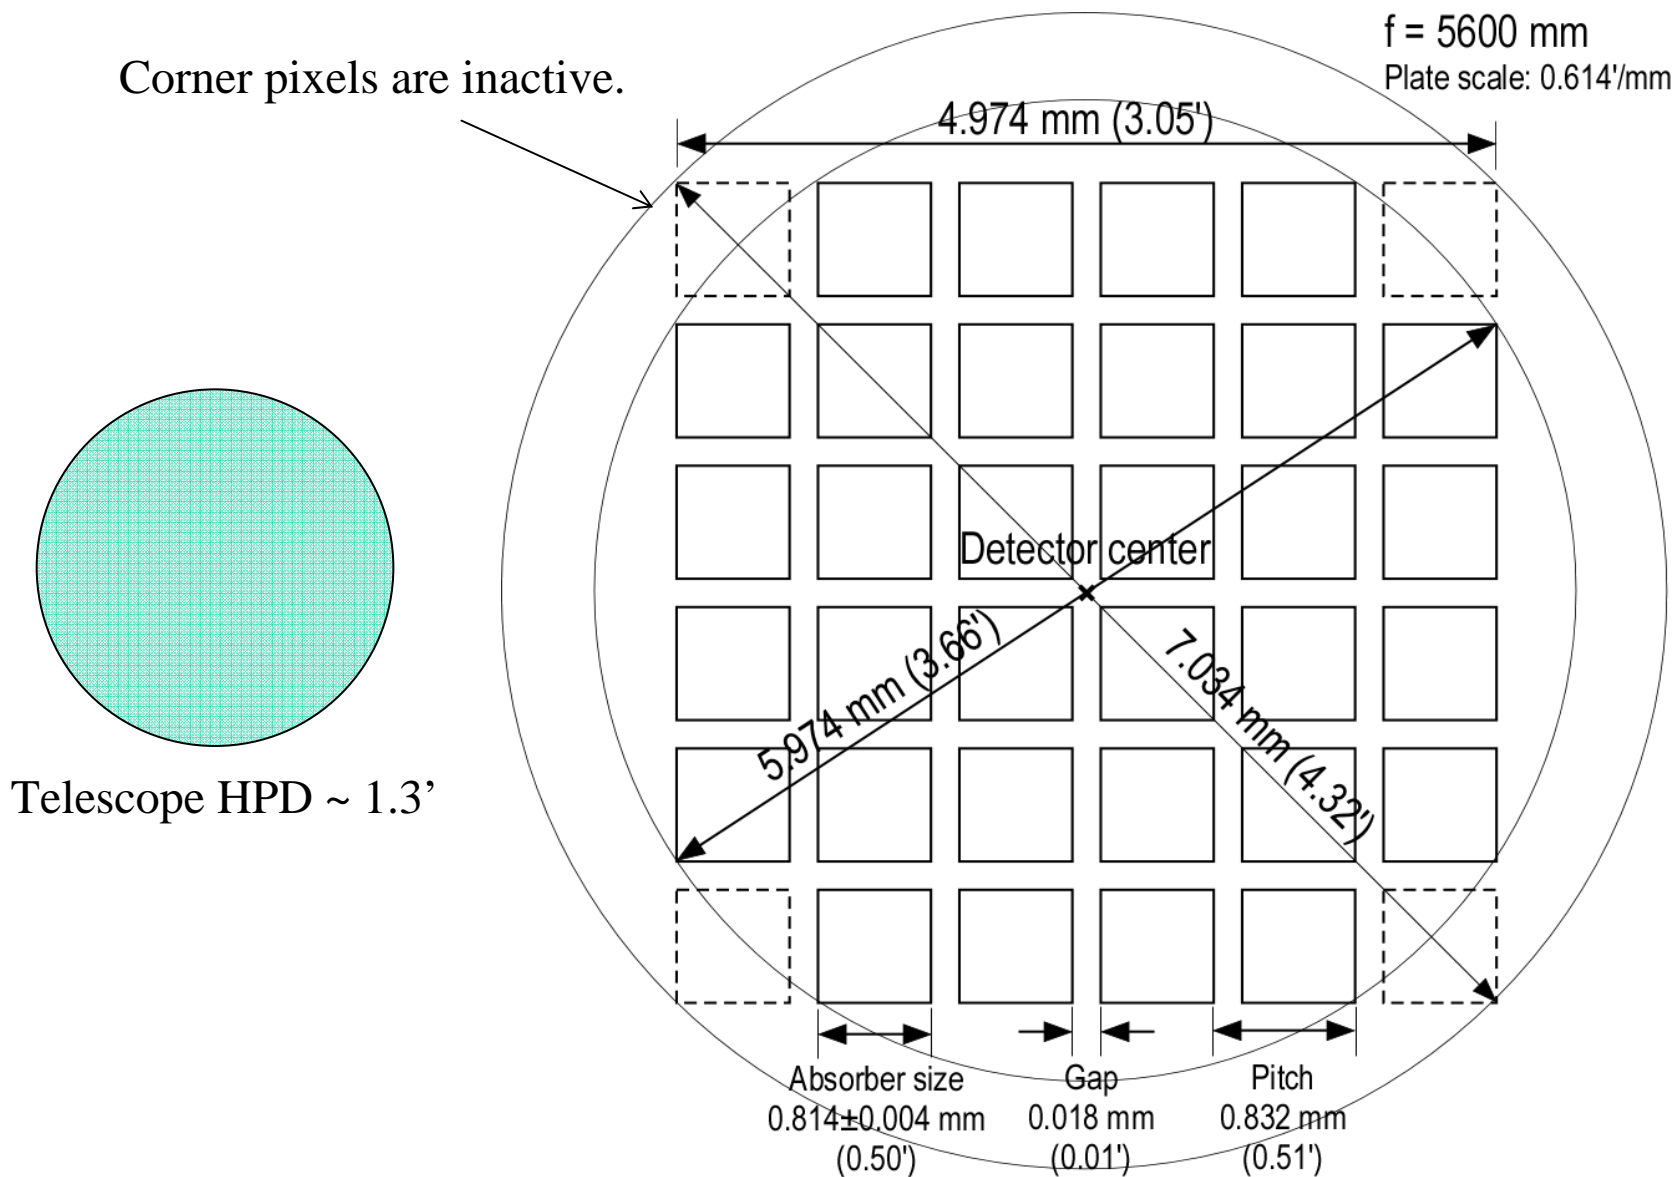 Corner pixels are inactive.
f = 5600 mm
Plate scale: 0.614'/mm
4.974 mm (3.05')
Detector center
5.974 mm (3.66')
7.034 mm (4.32')
Telescope HPD ~ 1.3’
Absorber size
0.814±0.004 mm
(0.50')
Gap
0.018 mm
(0.01')
Pitch
0.832 mm
(0.51')